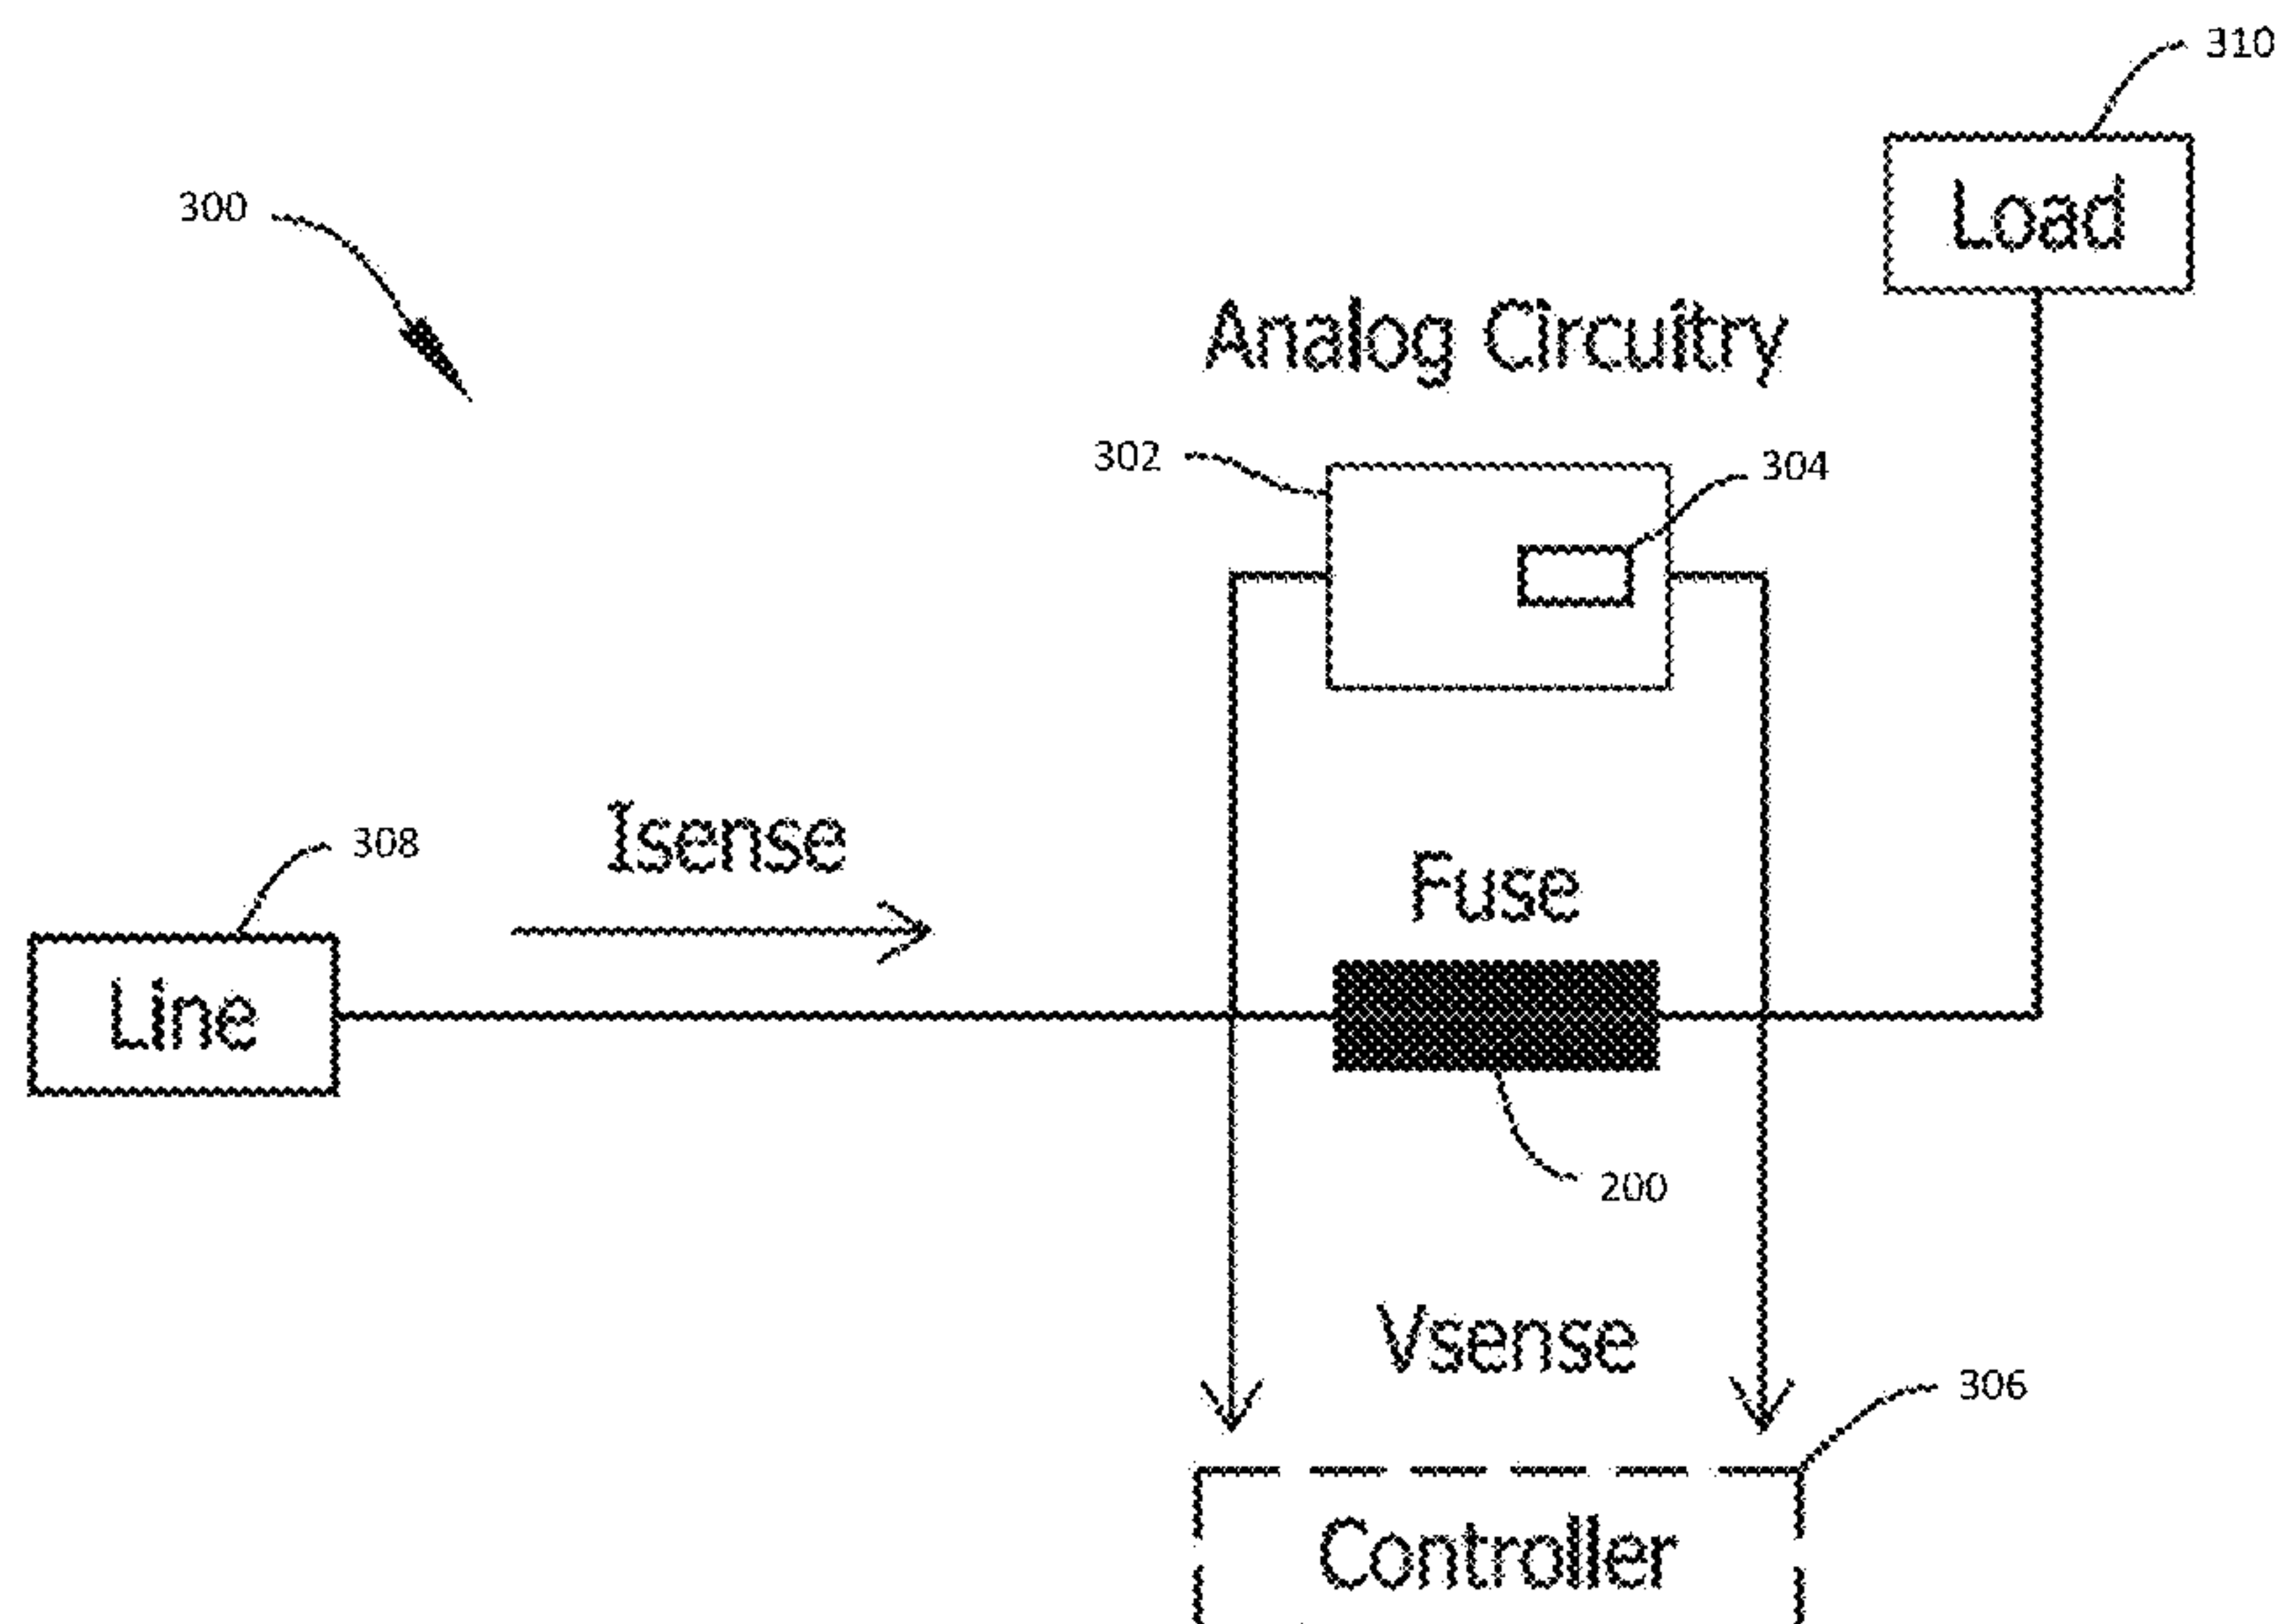 310
Load
300
Analog Circuitry
302
304
308
Isense
Fuse
Line
200
Vsense
306
Controller